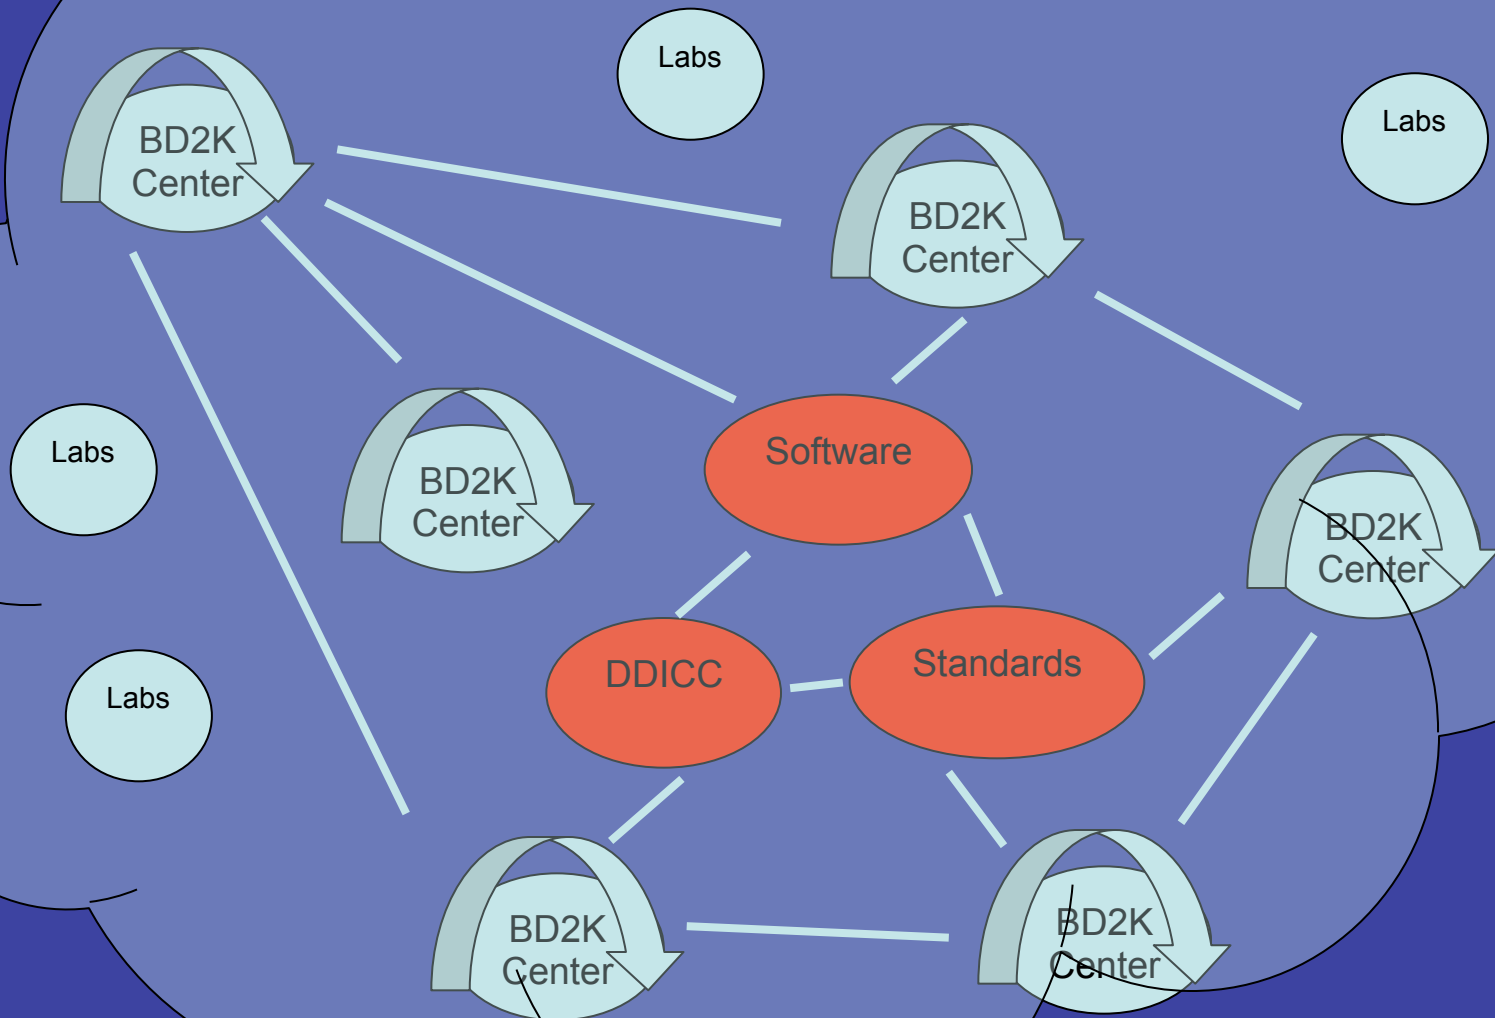 Labs
Labs
BD2K
Center
BD2K
Center
Labs
Software
BD2K
Center
BD2K
Center
Labs
DDICC
Standards
BD2K
Center
BD2K
Center